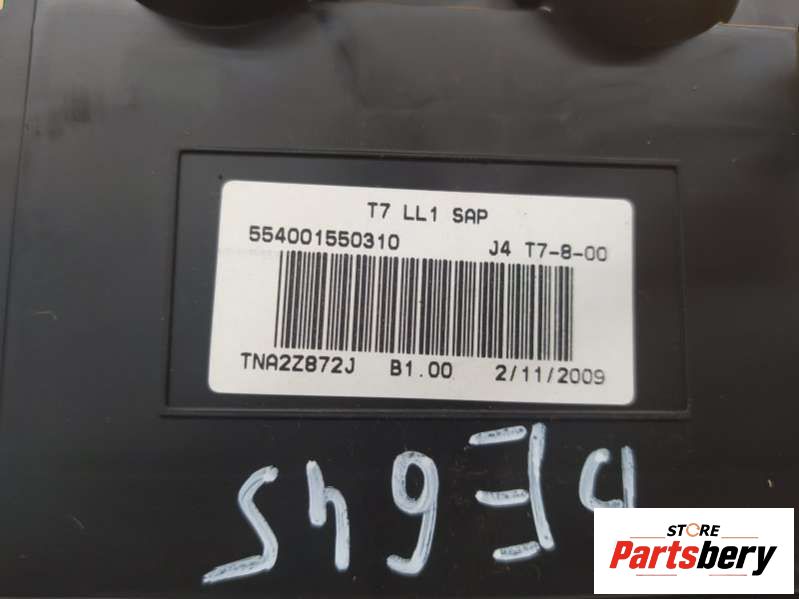 T7 LL1 SAP
554001550310 J4 T7-8-00
TNA2Z872J B1.00 2/11/2009
STORE
Partsbery